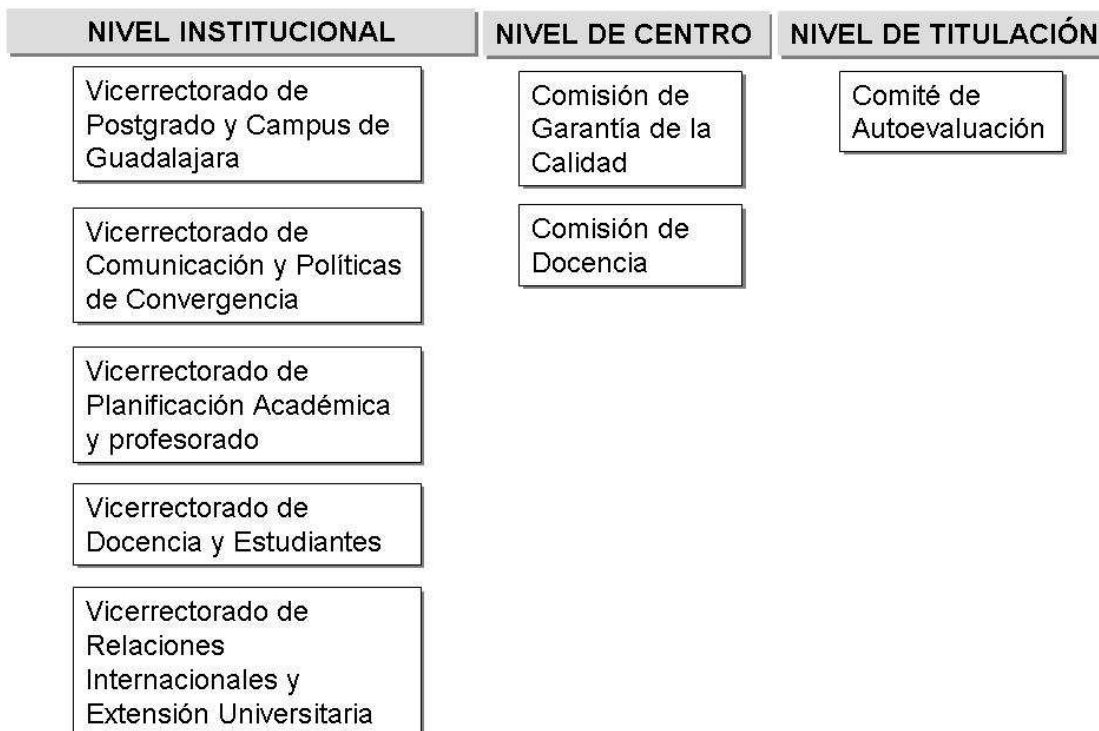 NIVEL INSTITUCIONAL
Vicerrectorado de
Postgrado y Campus de
Guadalajara
Vicerrectorado de
Comunicación y Políticas
de Convergencia
Vicerrectorado de
Planificación Académica
y profesorado
Vicerrectorado de
Docencia y Estudiantes
Vicerrectorado de
Relaciones
Internacionales y
Extensión Universitaria
NIVEL DE CENTRO
Comisión de
Garantía de la
Calidad
Comisión de
Docencia
NIVEL DE TITULACIÓN
Comité de
Autoevaluación